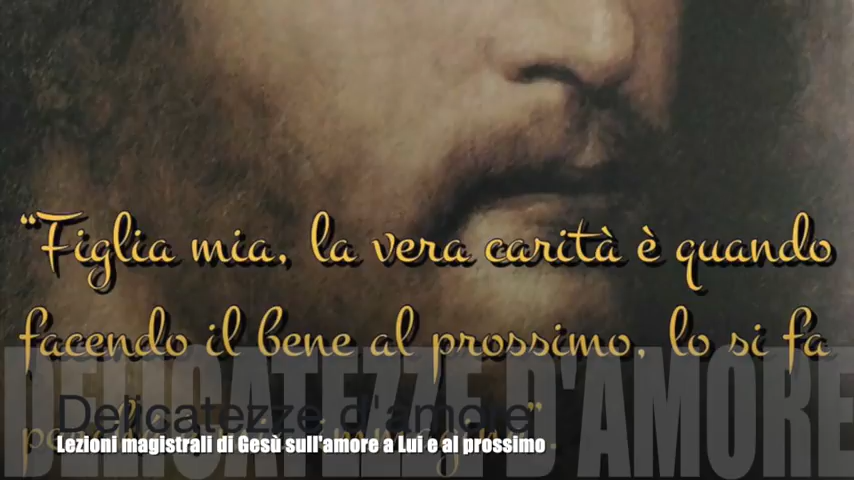 “Figlia mia, la vera carità è quando
facendo il bene al prossimo, lo si fa
DELICATEZZE D'AMORE
Delicatezze d'amore
Lezioni magistrali di Gesù sull'amore a Lui e al prossimo